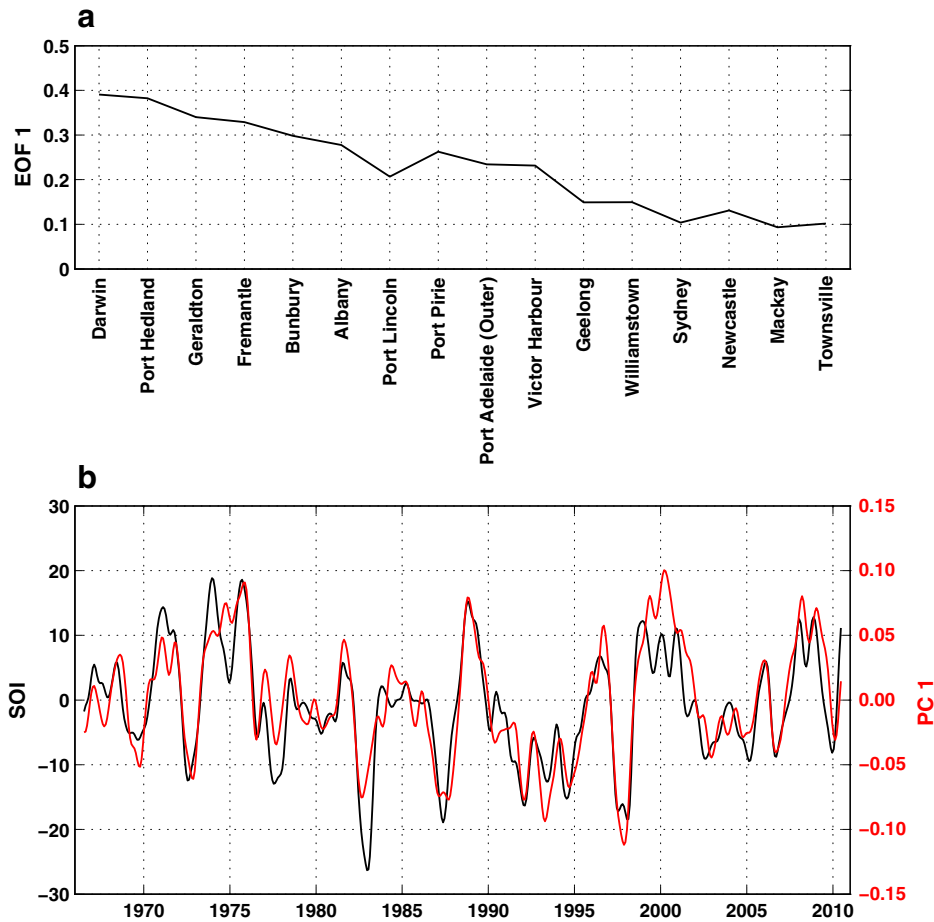 a
0.5
0.4
0.3
0.2
0.1
0
EOF 1
Darwin
Port Hedland
Geraldton
Fremantle
Bunbury
Albany
Port Lincoln
Port Pirie
Port Adelaide (Outer)
Victor Harbour
Geelong
Williamstown
Sydney
Newcastle
Mackay
Townsville
b
30
20
10
0
−10
−20
−30
SOI
0.15
0.10
0.05
0.00
−0.05
−0.10
−0.15
PC 1
1970
1975
1980
1985
1990
1995
2000
2005
2010